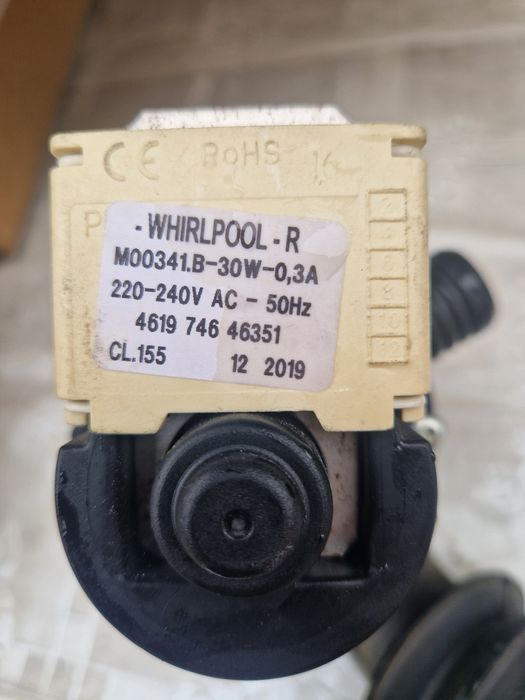 CE RoHS 16
P
- WHIRLPOOL - R
M00341.B-30W-0,3A
220-240V AC - 50Hz
4619 746 46351
CL.155 12 2019